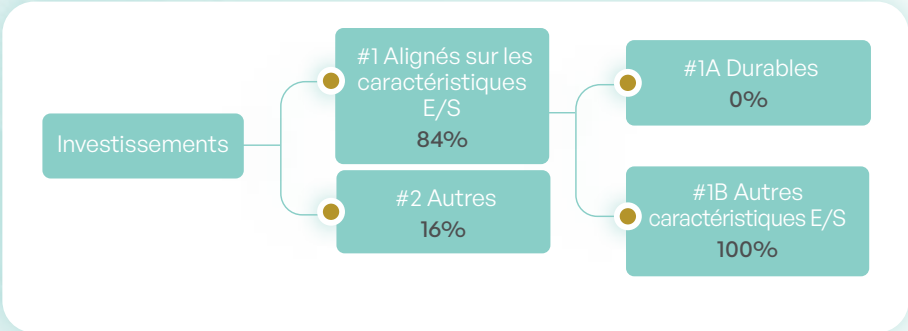 Investissements
#1 Alignés sur les
caractéristiques
E/S
84%
#2 Autres
16%
#1A Durables
0%
#1B Autres
caractéristiques E/S
100%